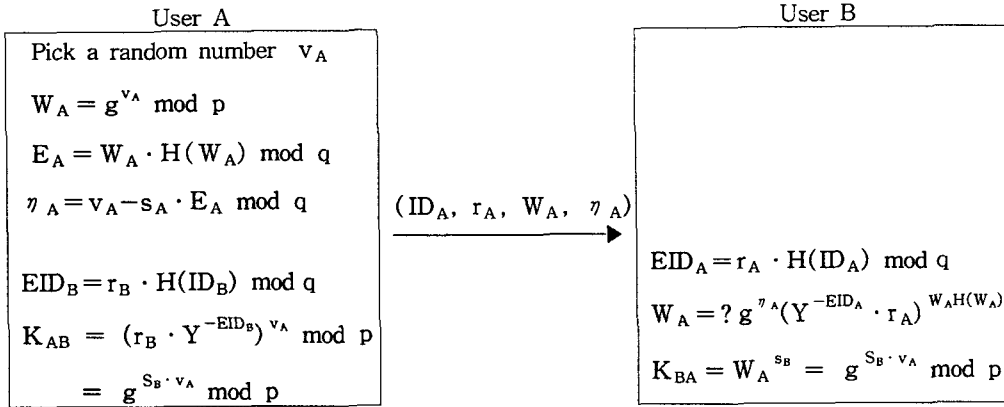 User A
Pick a random number v_A
W_A = g^{v_A} mod p
E_A = W_A · H(W_A) mod q
η_A = v_A − s_A · E_A mod q
EID_B = r_B · H(ID_B) mod q
K_AB = (r_B · Y^{−EID_B})^{v_A} mod p
= g^{S_B · v_A} mod p
(ID_A, r_A, W_A, η_A)
User B
EID_A = r_A · H(ID_A) mod q
W_A = ? g^{η_A}(Y^{−EID_A} · r_A)^{W_A H(W_A)}
K_BA = W_A^{s_B} = g^{S_B · v_A} mod p